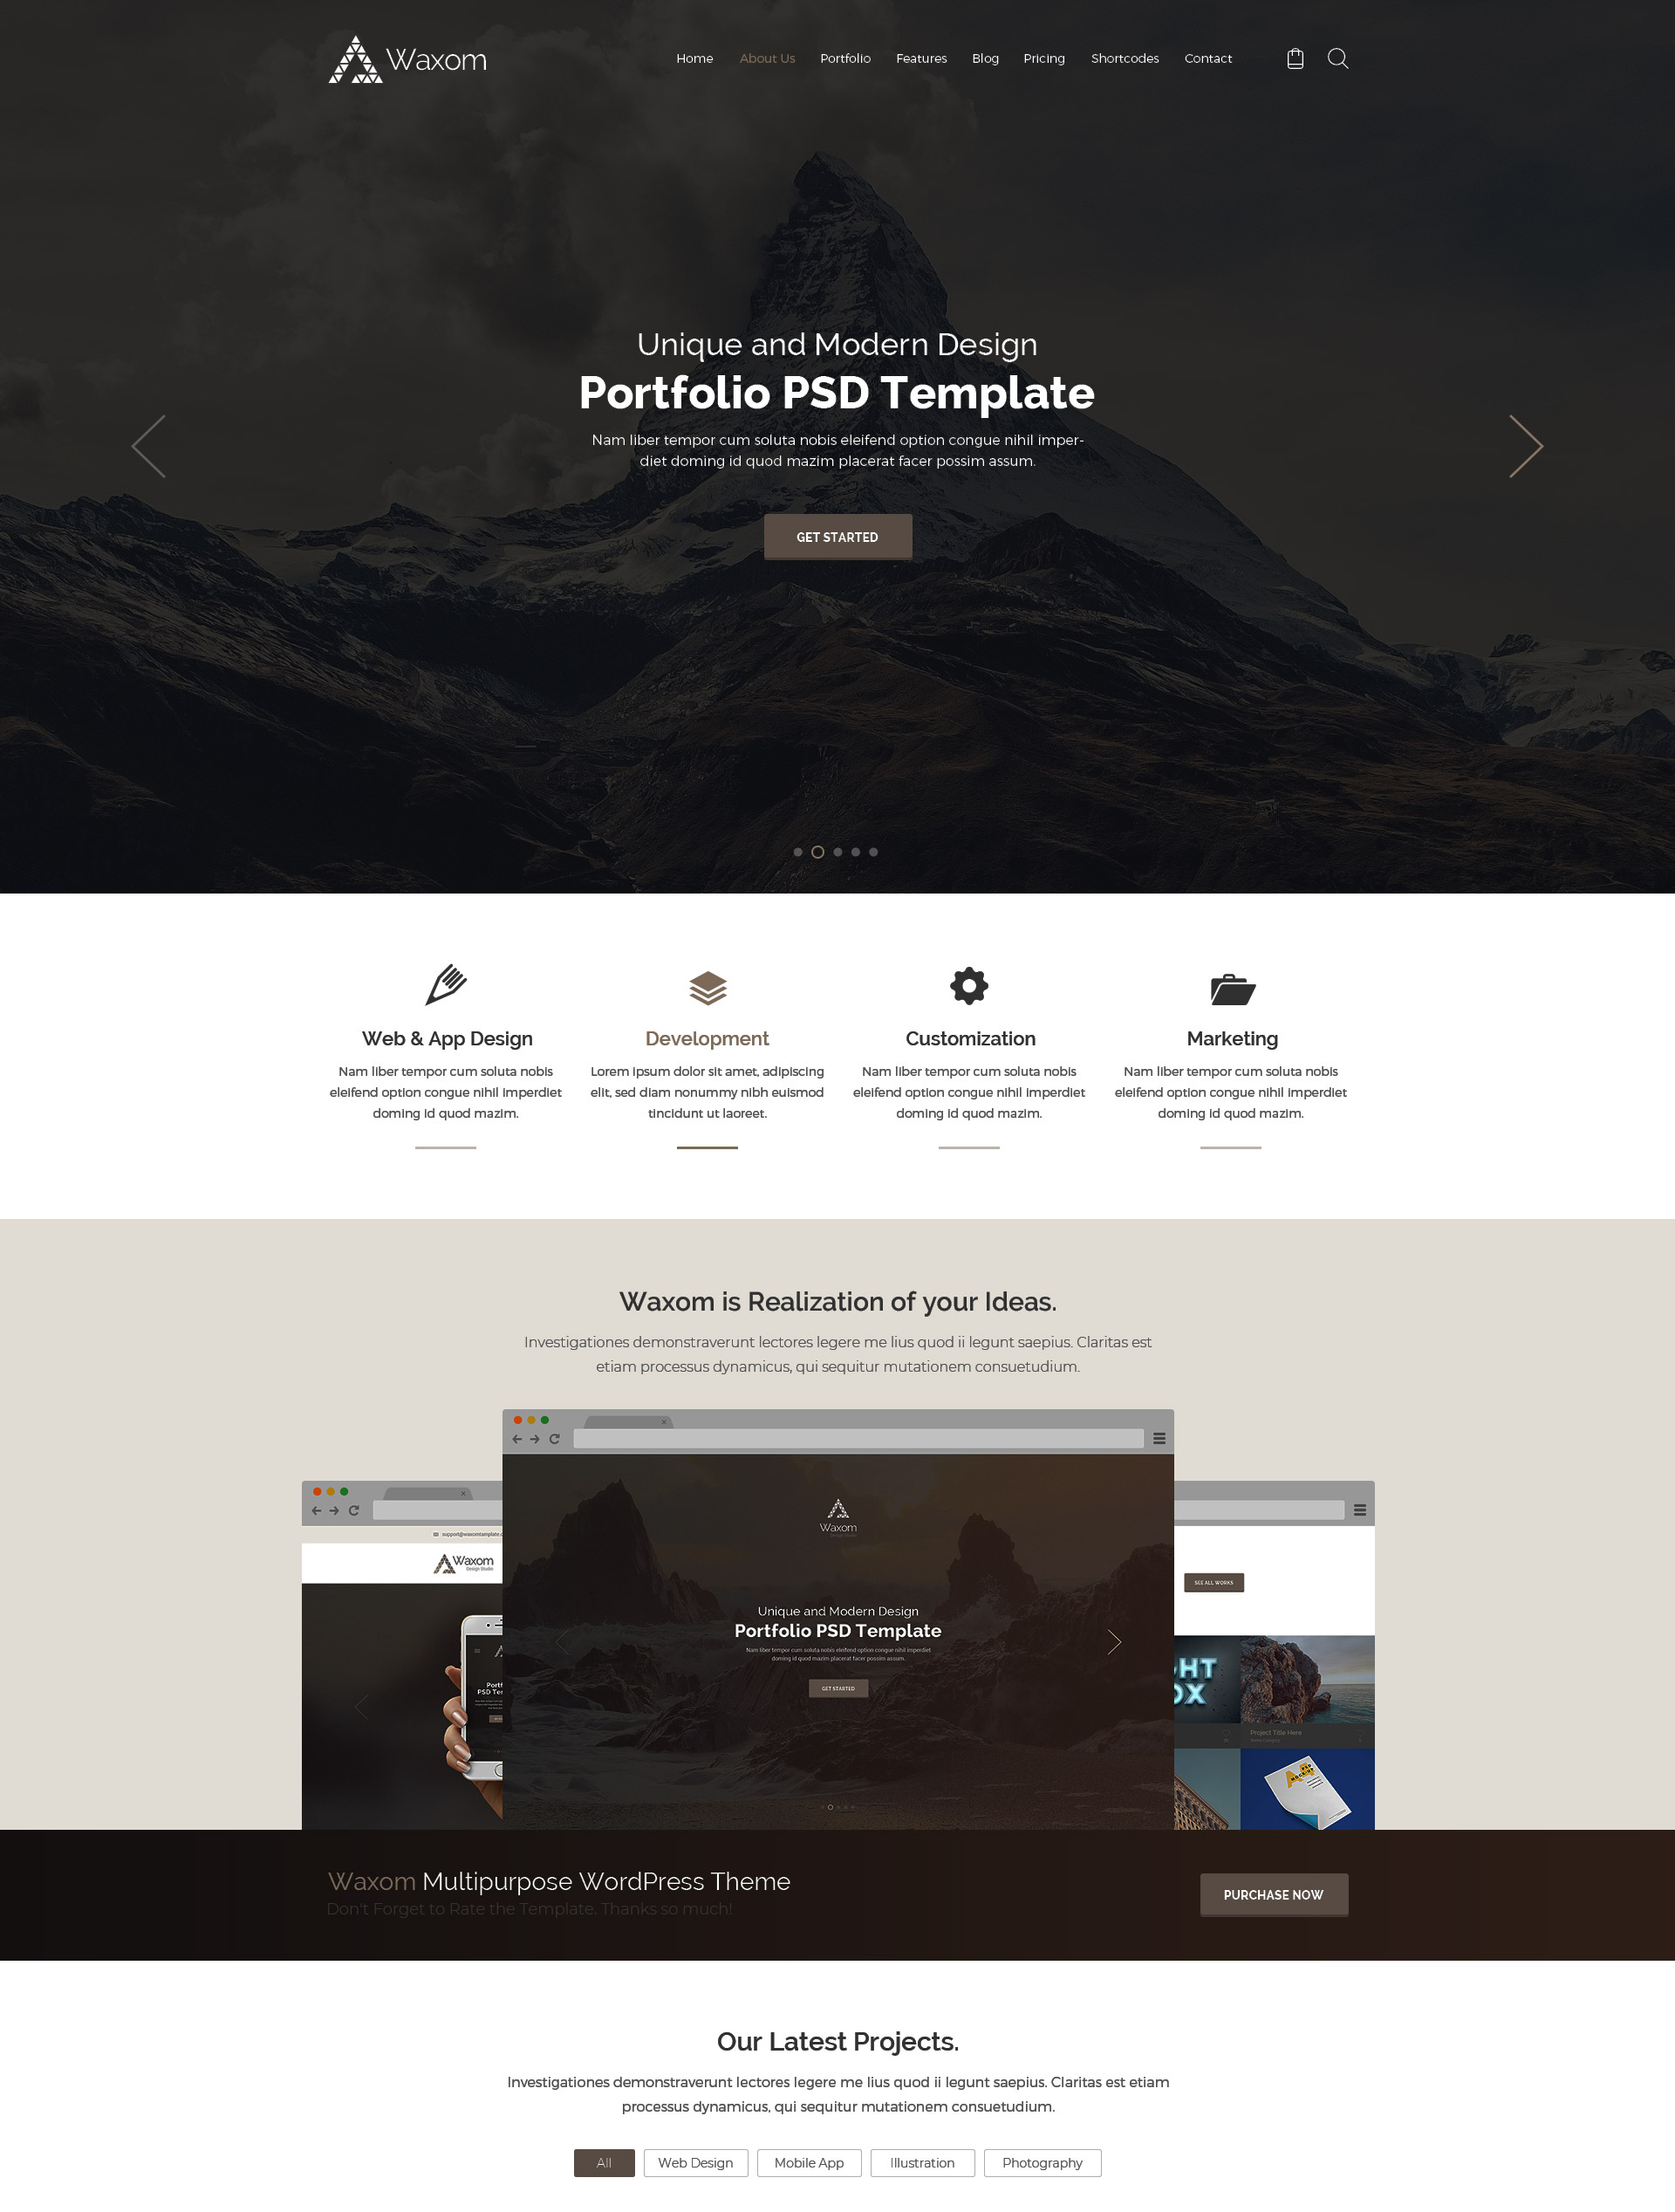 Waxom
Home About Us Portfolio Features Blog Pricing Shortcodes Contact
Unique and Modern Design
Portfolio PSD Template
Nam liber tempor cum soluta nobis eleifend option congue nihil imper-
diet doming id quod mazim placerat facer possim assum.
GET STARTED
Web & App Design
Nam liber tempor cum soluta nobis
eleifend option congue nihil imperdiet
doming id quod mazim.
Development
Lorem ipsum dolor sit amet, adipiscing
elit, sed diam nonummy nibh euismod
tincidunt ut laoreet.
Customization
Nam liber tempor cum soluta nobis
eleifend option congue nihil imperdiet
doming id quod mazim.
Marketing
Nam liber tempor cum soluta nobis
eleifend option congue nihil imperdiet
doming id quod mazim.
Waxom is Realization of your Ideas.
Investigationes demonstraverunt lectores legere me lius quod ii legunt saepius. Claritas est
etiam processus dynamicus, qui sequitur mutationem consuetudium.
Waxom
Design Studio
Waxom
Unique and Modern Design
Portfolio PSD Template
Nam liber tempor cum soluta nobis eleifend option congue nihil imperdiet
doming id quod mazim placerat facer possim assum.
GET STARTED
SEE ALL WORKS
Project Title Here
Waxom Multipurpose WordPress Theme
Don't Forget to Rate the Template. Thanks so much!
PURCHASE NOW
Our Latest Projects.
Investigationes demonstraverunt lectores legere me lius quod ii legunt saepius. Claritas est etiam
processus dynamicus, qui sequitur mutationem consuetudium.
All Web Design Mobile App Illustration Photography